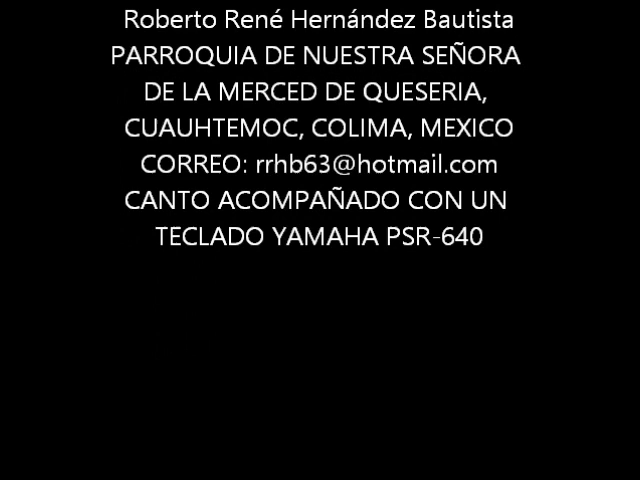 Roberto René Hernández Bautista
PARROQUIA DE NUESTRA SEÑORA
DE LA MERCED DE QUESERIA,
CUAUHTEMOC, COLIMA, MEXICO
CORREO: rrhb63@hotmail.com
CANTO ACOMPAÑADO CON UN
TECLADO YAMAHA PSR-640